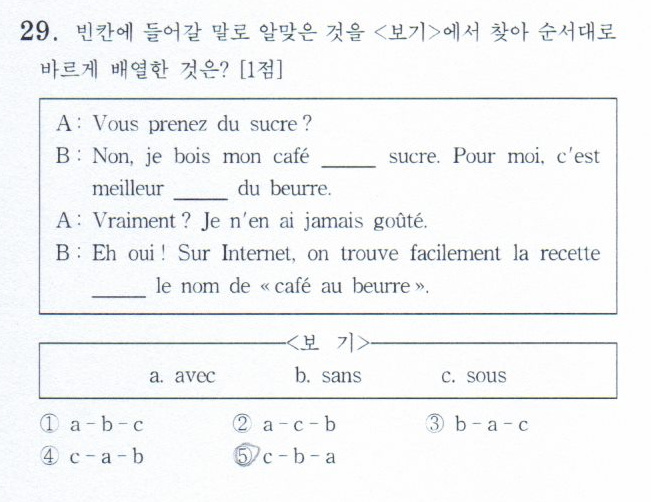 29. 빈칸에 들어갈 말로 알맞은 것을 <보기>에서 찾아 순서대로
바르게 배열한 것은? [1점]
A : Vous prenez du sucre ?
B : Non, je bois mon café _____ sucre. Pour moi, c'est
meilleur _____ du beurre.
A : Vraiment ? Je n'en ai jamais goûté.
B : Eh oui ! Sur Internet, on trouve facilement la recette
_____ le nom de « café au beurre ».
<보 기>
a. avec b. sans c. sous
① a - b - c ② a - c - b ③ b - a - c
④ c - a - b ⑤ c - b - a